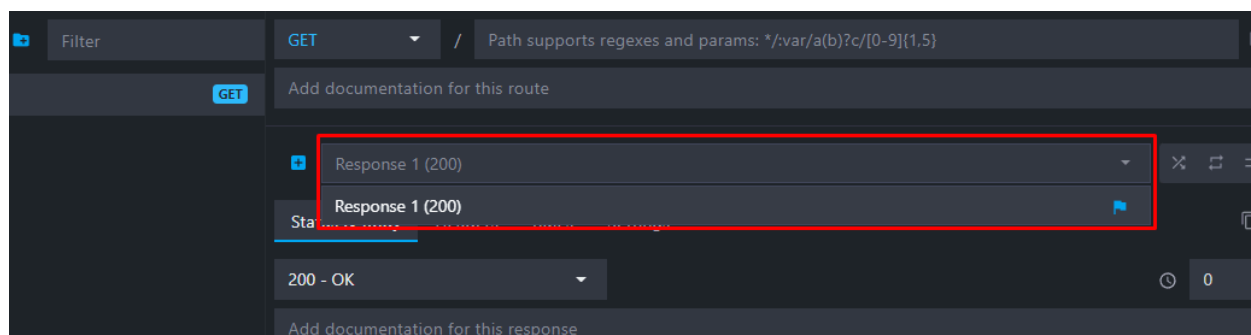 Filter
GET / Path supports regexes and params: */:var/a(b)?c/[0-9]{1,5}
GET
Add documentation for this route
Response 1 (200)
Response 1 (200)
200 - OK 0
Add documentation for this response